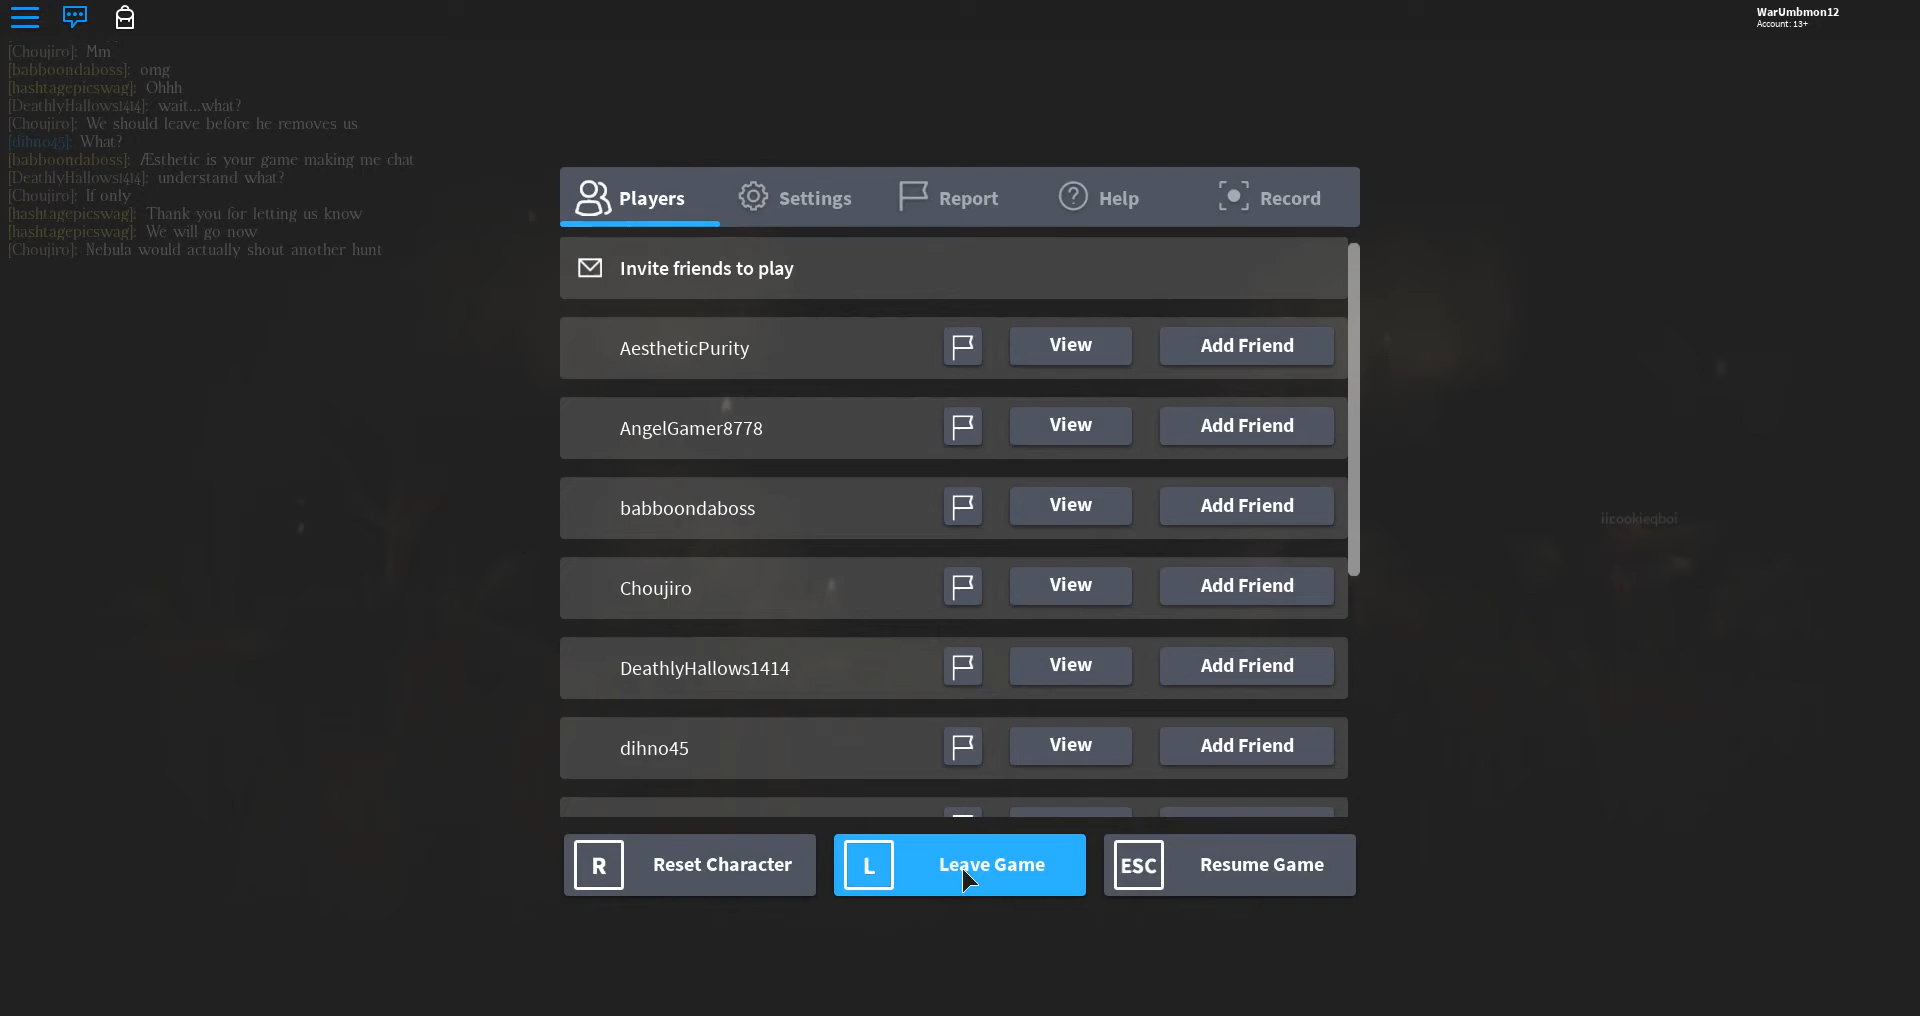 WarUmbmon12
Account: 13+
[Choujiro]: Mm
[babboondaboss]: omg
[hashtagepicswag]: Ohhh
[DeathlyHallows1414]: wait...what?
[Choujiro]: We should leave before he removes us
[dihno45]: What?
[babboondaboss]: Æsthetic is your game making me chat
[DeathlyHallows1414]: understand what?
[Choujiro]: If only
[hashtagepicswag]: Thank you for letting us know
[hashtagepicswag]: We will go now
[Choujiro]: Nebula would actually shout another hunt
Players Settings Report Help Record
Invite friends to play
AestheticPurity View Add Friend
AngelGamer8778 View Add Friend
babboondaboss View Add Friend
iicookieqboi
Choujiro View Add Friend
DeathlyHallows1414 View Add Friend
dihno45 View Add Friend
R Reset Character L Leave Game ESC Resume Game